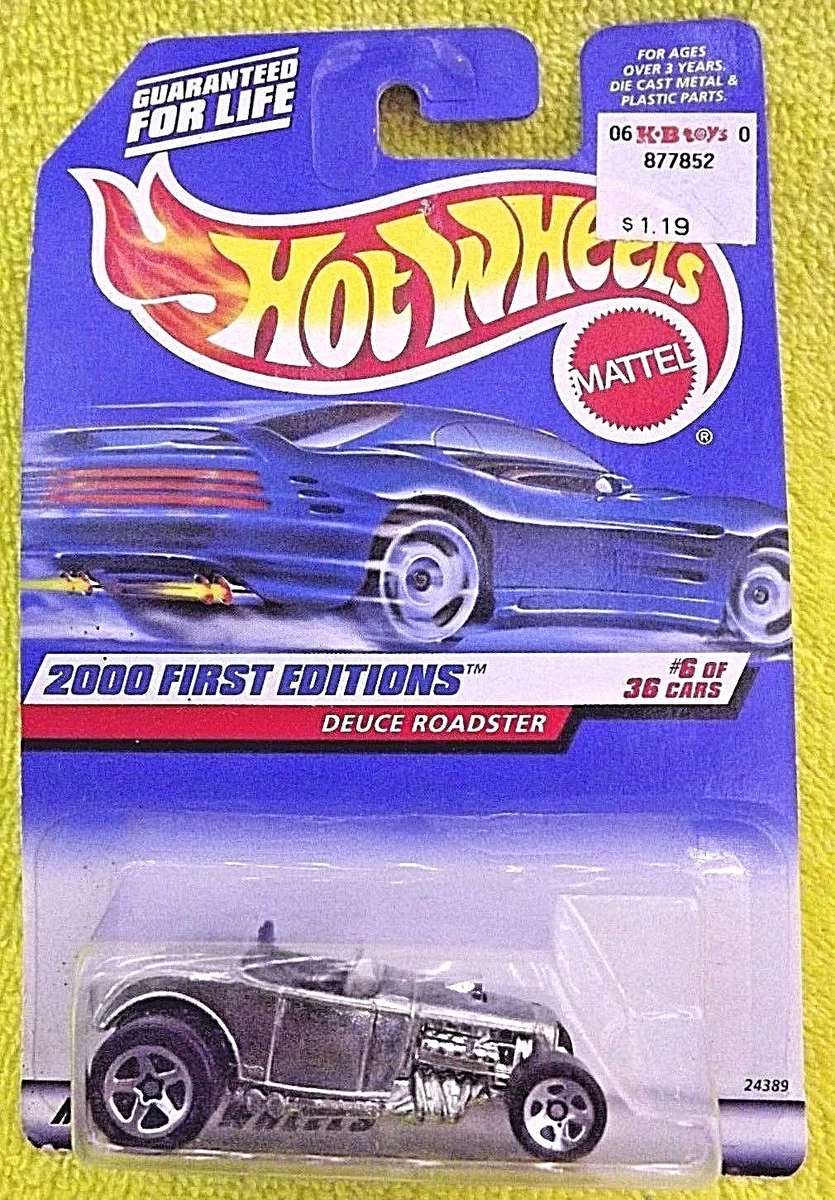 GUARANTEED
FOR LIFE
FOR AGES
OVER 3 YEARS.
DIE CAST METAL &
PLASTIC PARTS.
06 K·B toys 0
877852
$1.19
HOT WHEELS
MATTEL
®
2000 FIRST EDITIONS™
#6 OF
36 CARS
DEUCE ROADSTER
24389
WHEELS